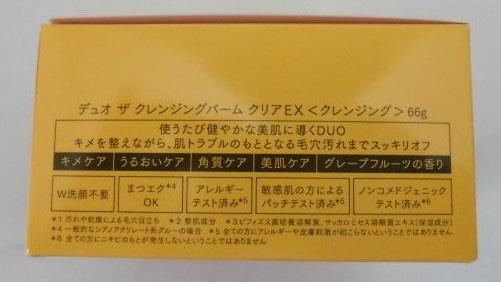 デュオ ザ クレンジングバーム クリアEX＜クレンジング＞66g
使うたび健やかな美肌に導くDUO
キメを整えながら、肌トラブルのもととなる毛穴汚れまでスッキリオフ
キメケア うるおいケア 角質ケア 美肌ケア グレープフルーツの香り
W洗顔不要 まつエク*4 アレルギー 敏感肌の方による ノンコメドジェニック
OK テスト済み*5 パッチテスト済み*5 テスト済み*6
*1 汚れや乾燥による毛穴目立ち *2 整肌成分 *3 ビフィズス菌培養溶解質、サッカロミセス溶解質エキス（保湿成分）
*4 一般的なシアノアクリレート系グルーの場合 *5 全ての方にアレルギーや皮膚刺激が起こらないということではありません
*6 全ての方にニキビのもとが発生しないということではありません